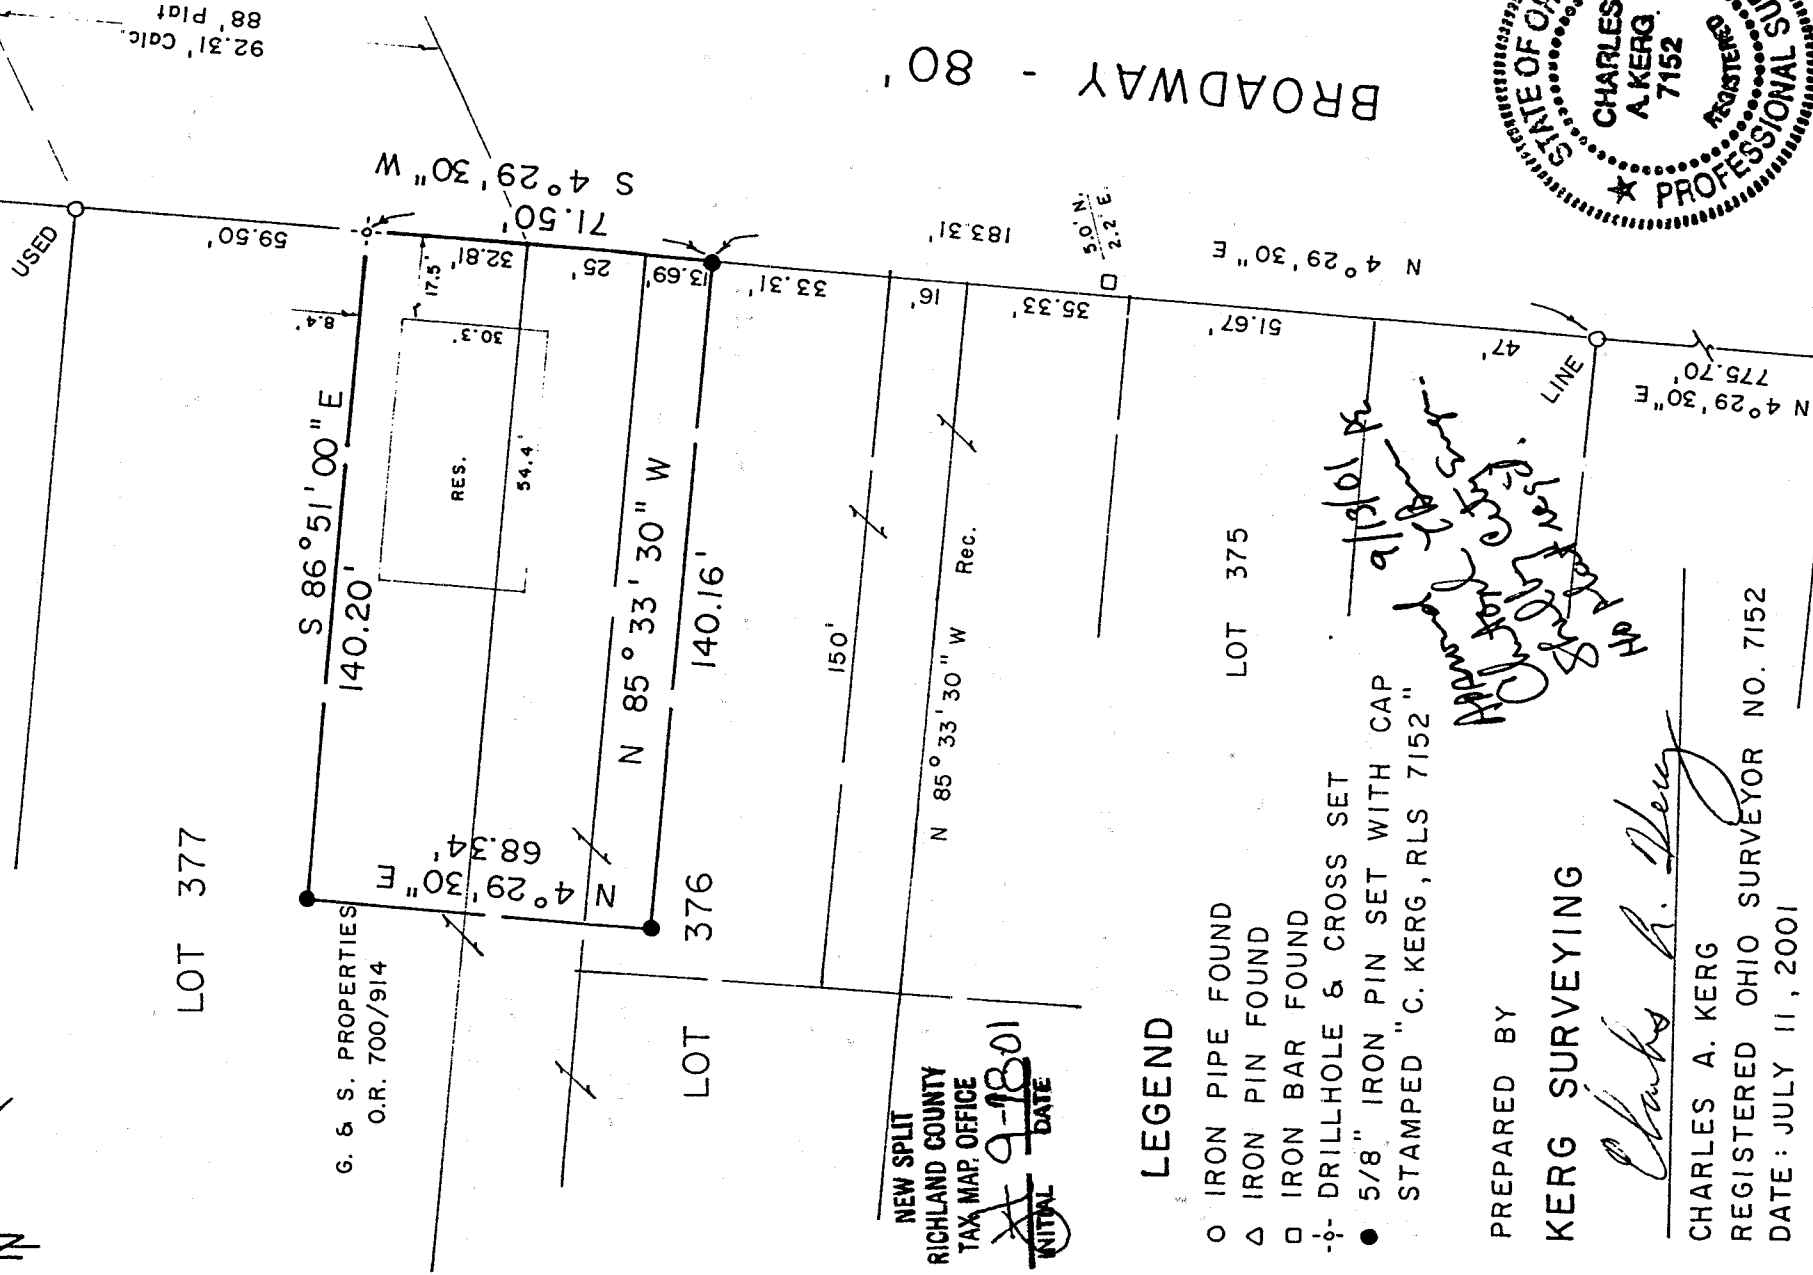 92.31' Calc.
88' Plat
BROADWAY - 80'
STATE OF
CHARLES
A. KERG
7152
REGISTERED
★ PROFESSIONAL
USED
59.50'
S 4°29'30" W
71.50'
32.81'
25'
13.69'
33.31'
183.31'
16'
35.33'
5.0' N.
2.2' E.
N 4°29'30" E
51.67'
47'
LINE
775.70'
N 4°29'30" E
8.4'
17.5'
30.3'
RES.
54.4'
S 86°51'00" E
140.20'
N 85°33'30" W
140.16'
150'
N 85°33'30" W Rec.
N 4°29'30" E
68.34'
LOT 377
LOT 376
LOT 375
G. & S. PROPERTIES
O.R. 700/914
NEW SPLIT
RICHLAND COUNTY
TAX MAP OFFICE
INITIAL DATE
LEGEND
○ IRON PIPE FOUND
△ IRON PIN FOUND
□ IRON BAR FOUND
-○- DRILLHOLE & CROSS SET
● 5/8" IRON PIN SET WITH CAP
STAMPED "C. KERG, RLS 7152"
9/13/01
PREPARED BY
KERG SURVEYING
Charles A. Kerg
CHARLES A. KERG
REGISTERED OHIO SURVEYOR NO. 7152
DATE: JULY 11, 2001